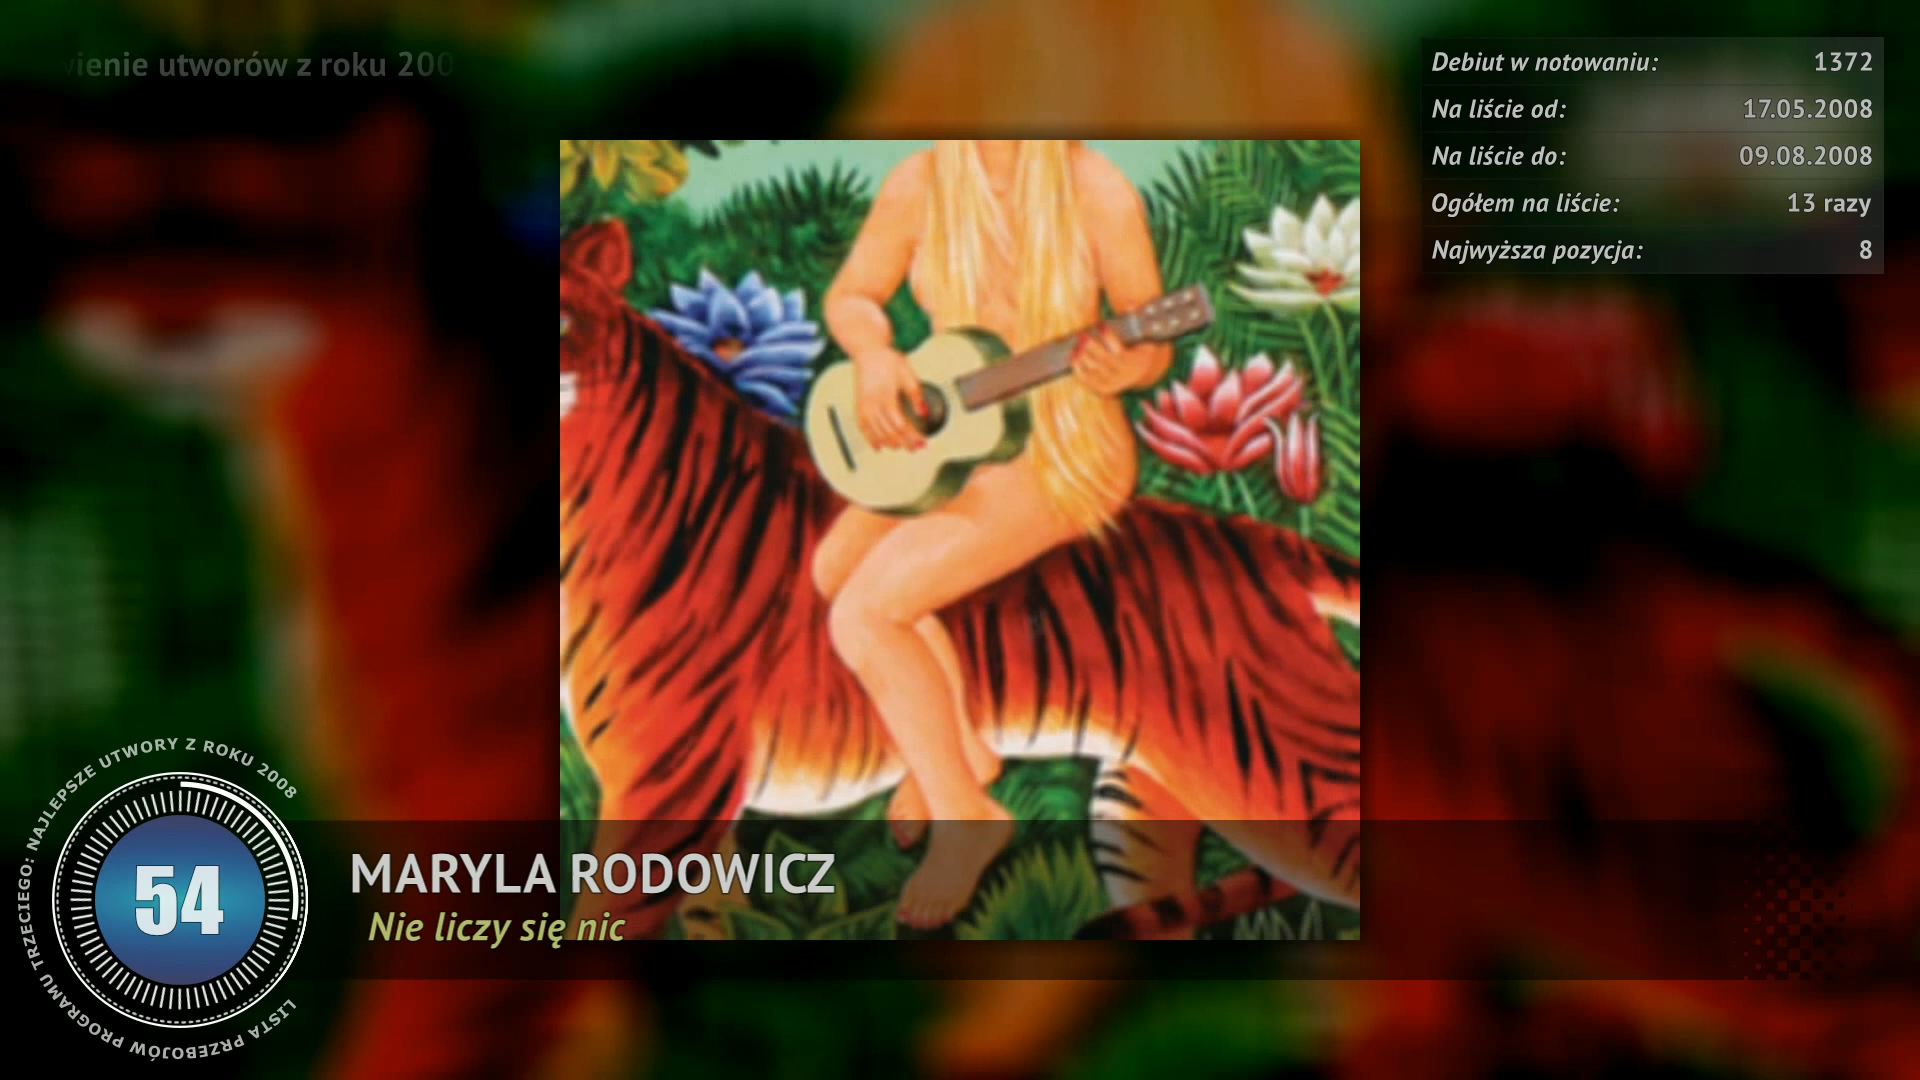 wienie utworów z roku 200
Debiut w notowaniu: 1372
Na liście od: 17.05.2008
Na liście do: 09.08.2008
Ogółem na liście: 13 razy
Najwyższa pozycja: 8
LISTA PRZEBOJÓW PROGRAMU TRZECIEGO: NAJLEPSZE UTWORY Z ROKU 2008
54
MARYLA RODOWICZ
Nie liczy się nic